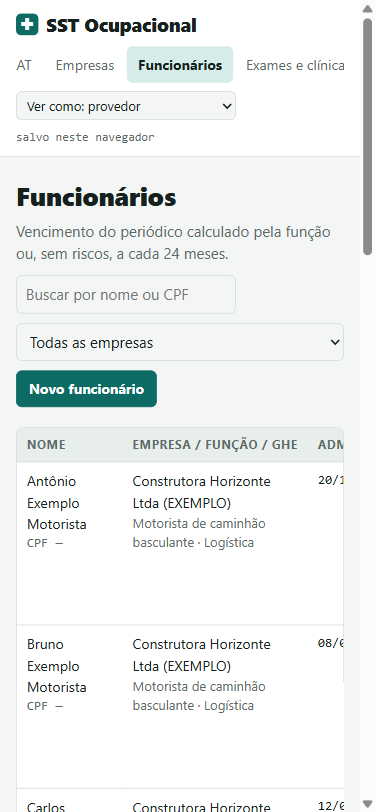 SST Ocupacional
AT Empresas Funcionários Exames e clínica
Ver como: provedor
salvo neste navegador
Funcionários
Vencimento do periódico calculado pela função
ou, sem riscos, a cada 24 meses.
Buscar por nome ou CPF
Todas as empresas
Novo funcionário
NOME EMPRESA / FUNÇÃO / GHE
Antônio
Exemplo
Motorista
CPF —
Construtora Horizonte
Ltda (EXEMPLO)
Motorista de caminhão
basculante · Logística
Bruno
Exemplo
Motorista
CPF —
Construtora Horizonte
Ltda (EXEMPLO)
Motorista de caminhão
basculante · Logística
Carlos
Construtora Horizonte